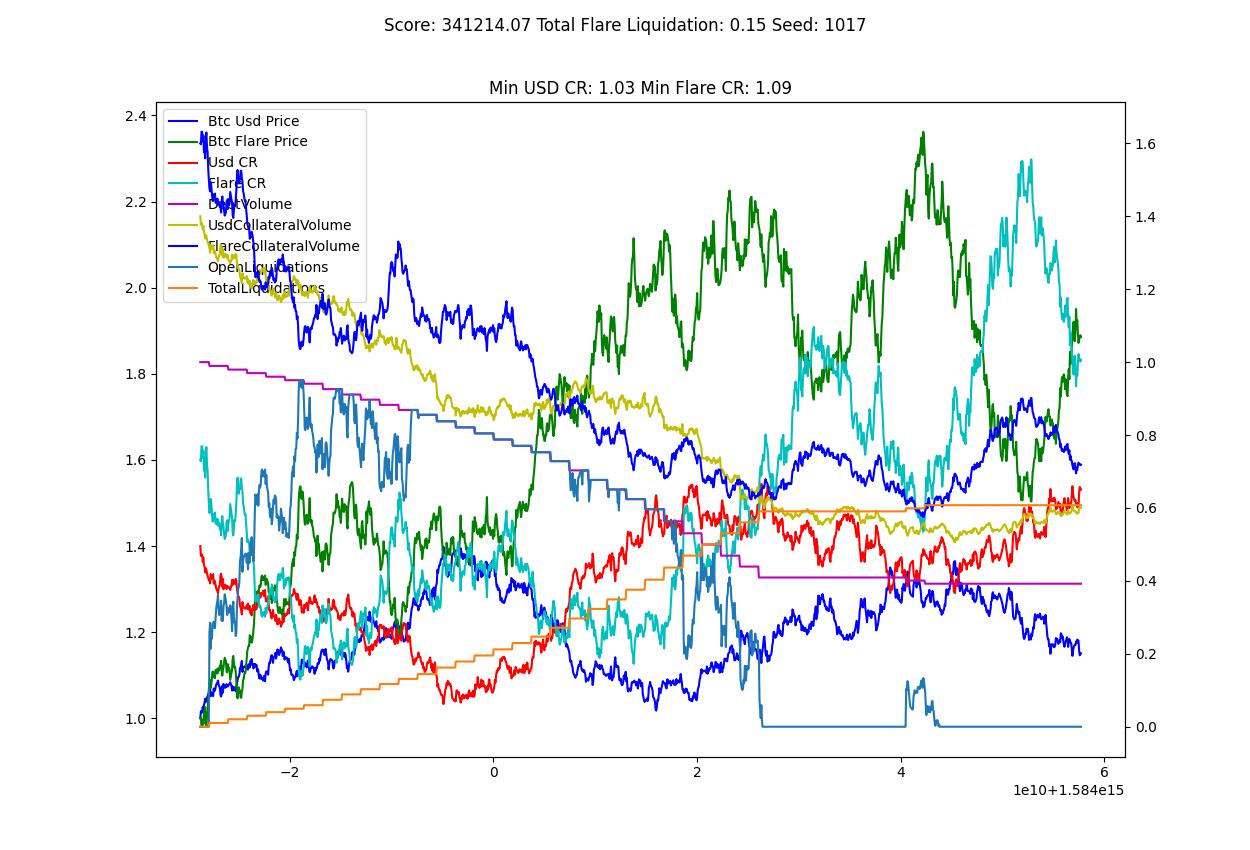 Score: 341214.07 Total Flare Liquidation: 0.15 Seed: 1017
Min USD CR: 1.03 Min Flare CR: 1.09
Btc Usd Price
Btc Flare Price
Usd CR
Flare CR
DebtVolume
UsdCollateralVolume
FlareCollateralVolume
OpenLiquidations
TotalLiquidations
2.4
2.2
2.0
1.8
1.6
1.4
1.2
1.0
1.6
1.4
1.2
1.0
0.8
0.6
0.4
0.2
0.0
−2
0
2
4
6
1e10+1.584e15